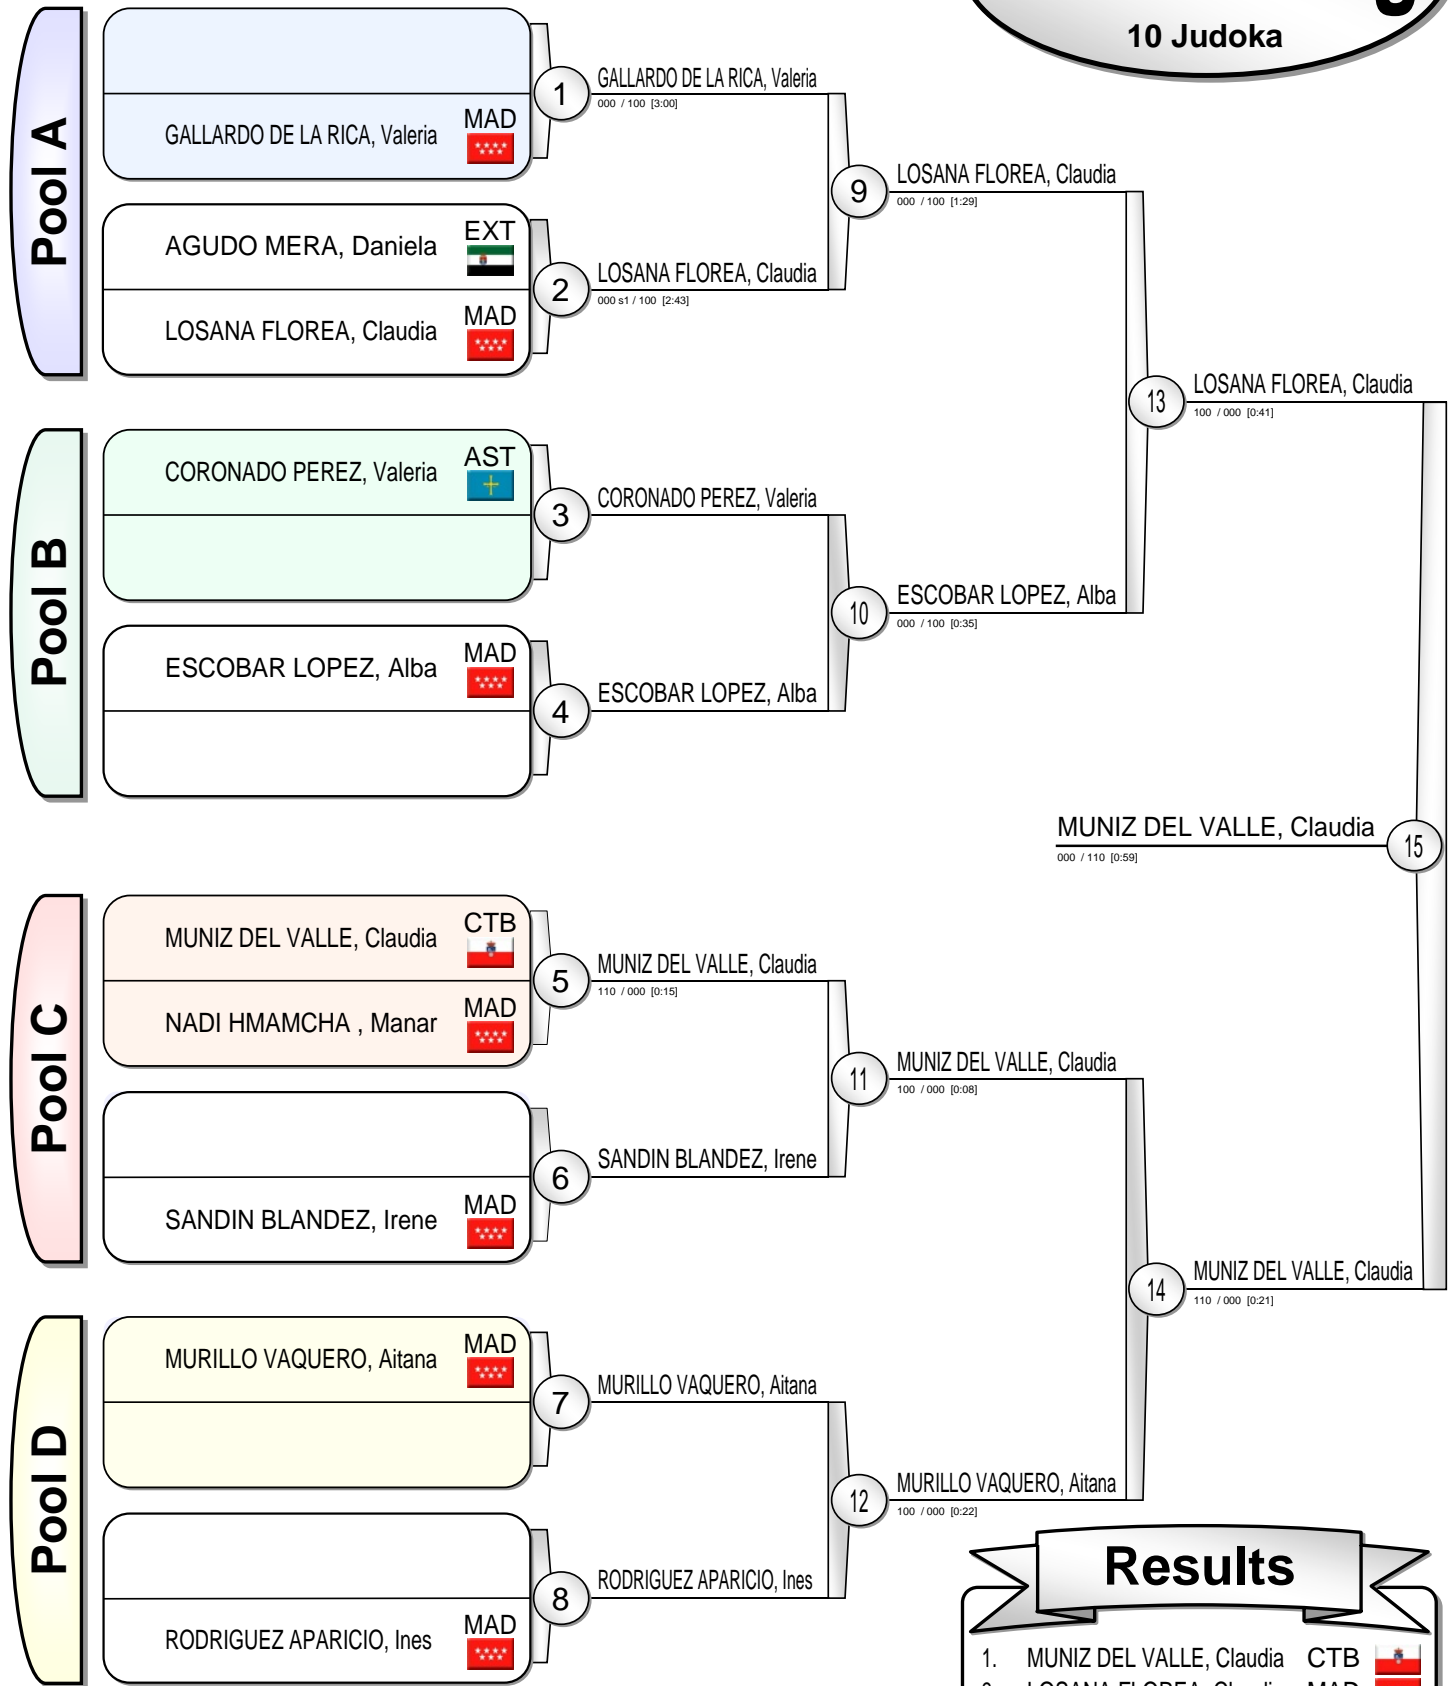 10 Judoka
Pool A
GALLARDO DE LA RICA, Valeria MAD
AGUDO MERA, Daniela EXT
LOSANA FLOREA, Claudia MAD
1
GALLARDO DE LA RICA, Valeria
000 / 100 [3:00]
2
LOSANA FLOREA, Claudia
000 s1 / 100 [2:43]
9
LOSANA FLOREA, Claudia
000 / 100 [1:29]
Pool B
CORONADO PEREZ, Valeria AST
ESCOBAR LOPEZ, Alba MAD
3
CORONADO PEREZ, Valeria
4
ESCOBAR LOPEZ, Alba
10
ESCOBAR LOPEZ, Alba
000 / 100 [0:35]
13
LOSANA FLOREA, Claudia
100 / 000 [0:41]
MUNIZ DEL VALLE, Claudia
000 / 110 [0:59]
15
Pool C
MUNIZ DEL VALLE, Claudia CTB
NADI HMAMCHA , Manar MAD
SANDIN BLANDEZ, Irene MAD
5
MUNIZ DEL VALLE, Claudia
110 / 000 [0:15]
6
SANDIN BLANDEZ, Irene
11
MUNIZ DEL VALLE, Claudia
100 / 000 [0:08]
Pool D
MURILLO VAQUERO, Aitana MAD
RODRIGUEZ APARICIO, Ines MAD
7
MURILLO VAQUERO, Aitana
8
RODRIGUEZ APARICIO, Ines
12
MURILLO VAQUERO, Aitana
100 / 000 [0:22]
14
MUNIZ DEL VALLE, Claudia
110 / 000 [0:21]
Results
1. MUNIZ DEL VALLE, Claudia CTB
LOSANA FLOREA, Claudia MAD